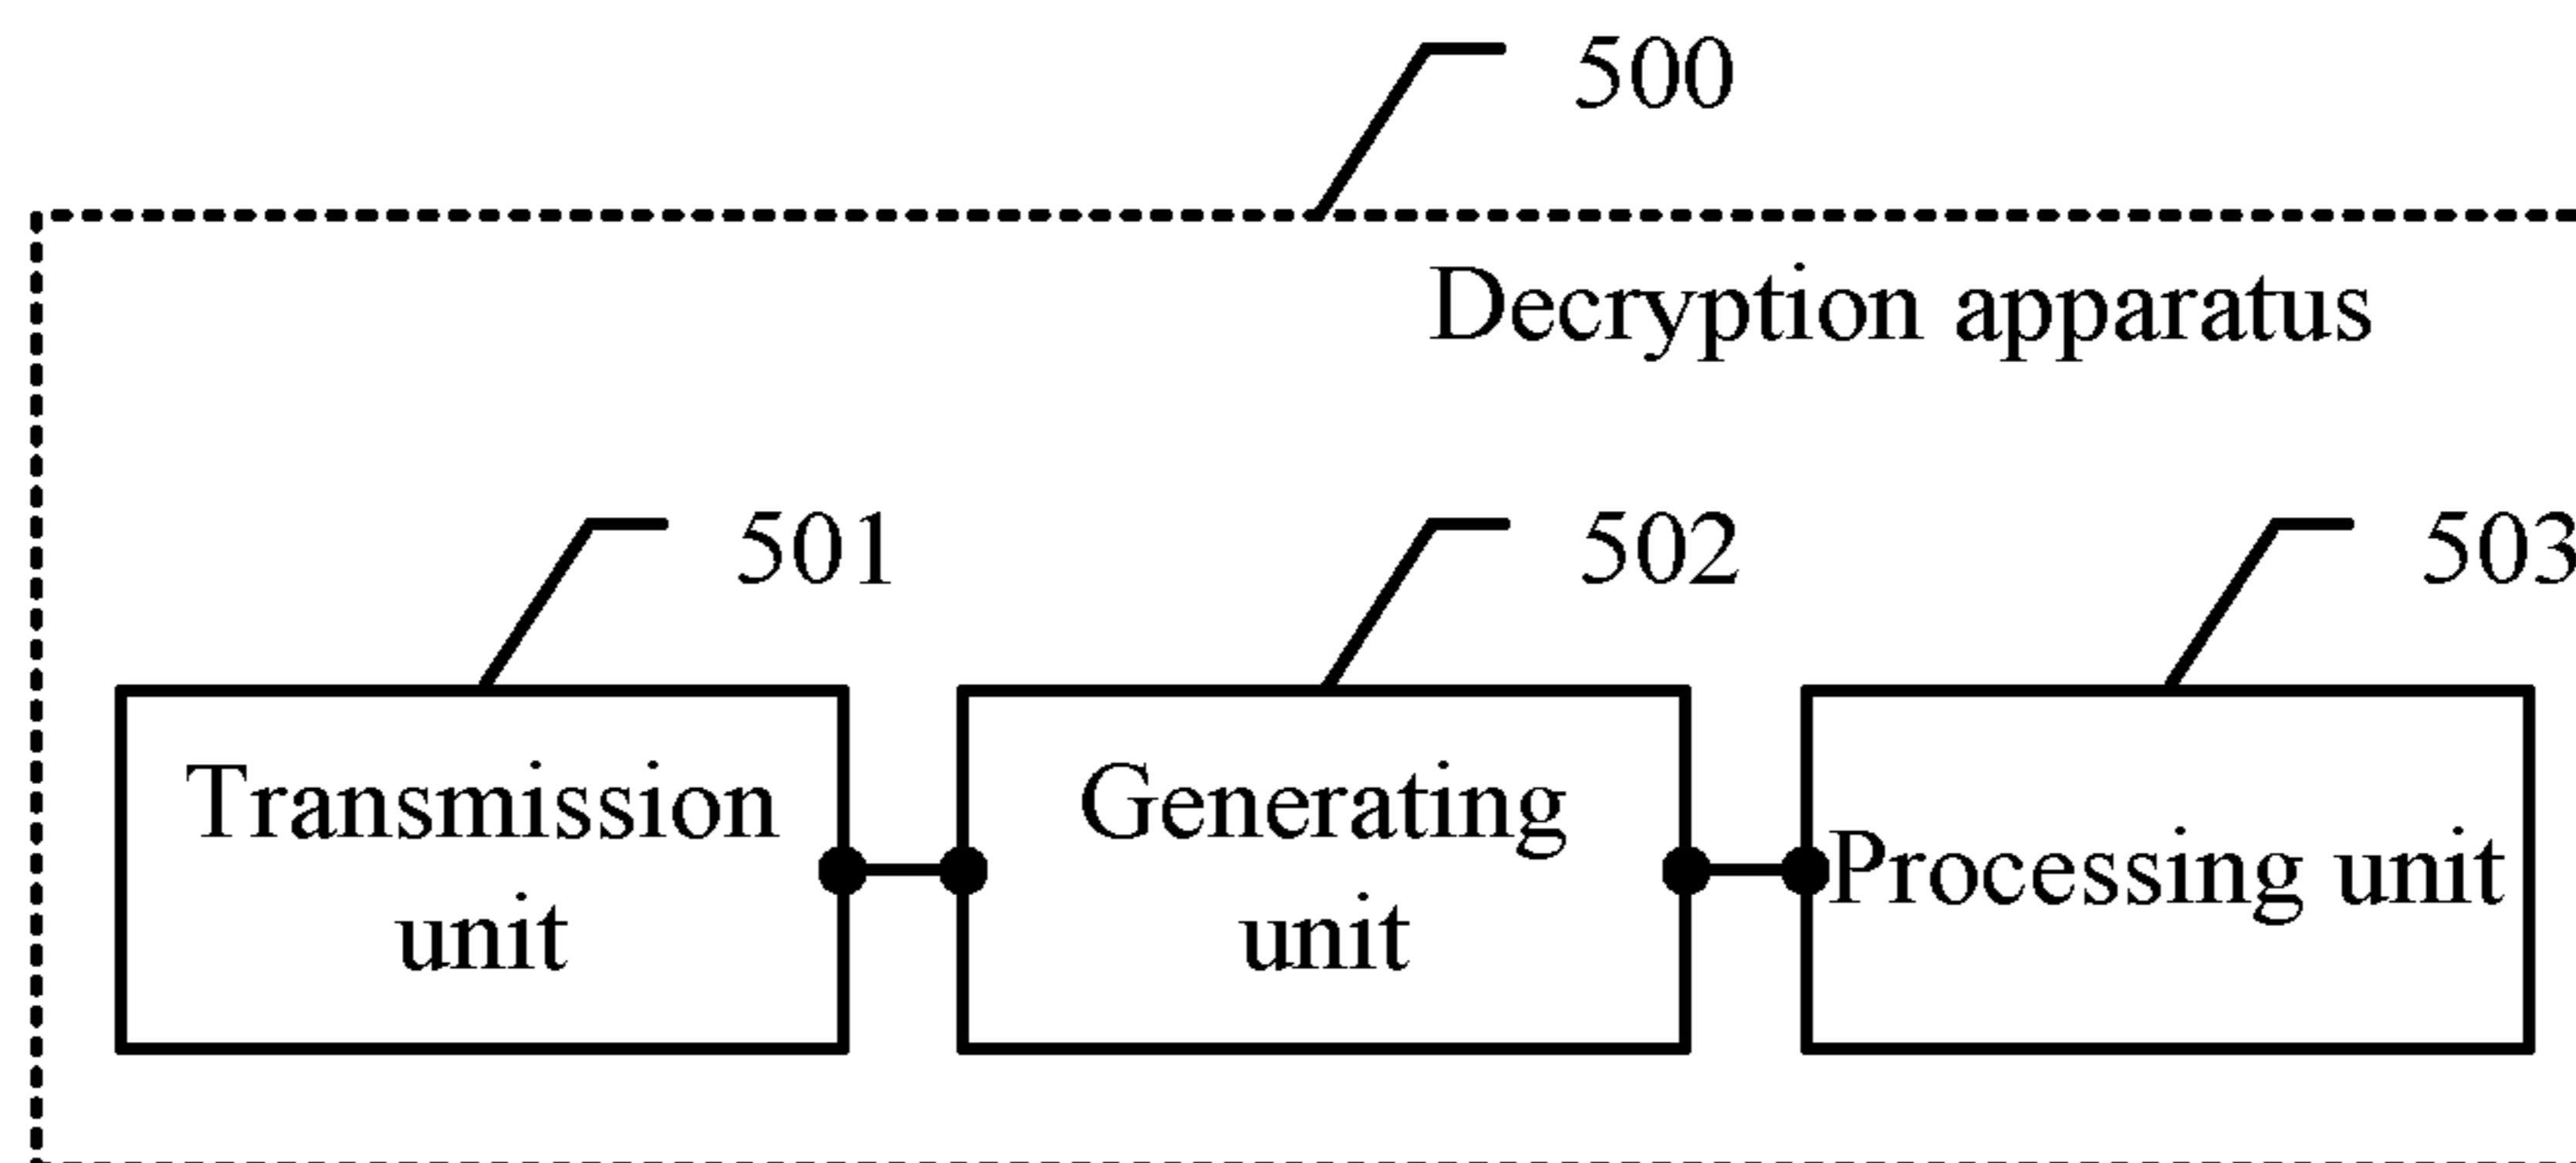 500
Decryption apparatus
501
502
503
Transmission
unit
Generating
unit
Processing unit